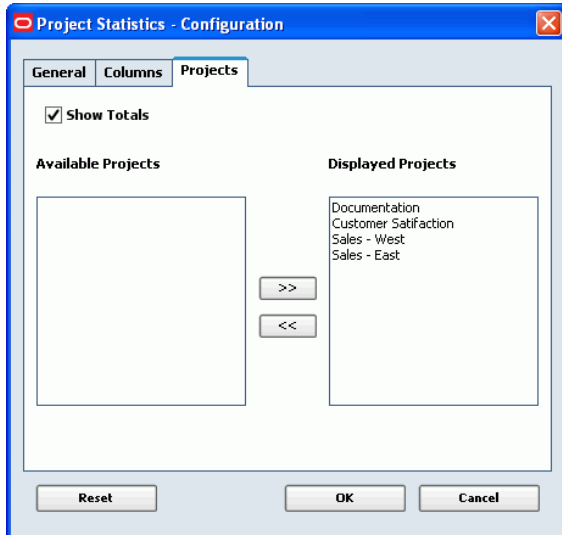 Project Statistics - Configuration
General Columns Projects
Show Totals
Available Projects Displayed Projects
Documentation
Customer Satifaction
Sales - West
Sales - East
>>
<<
Reset OK Cancel